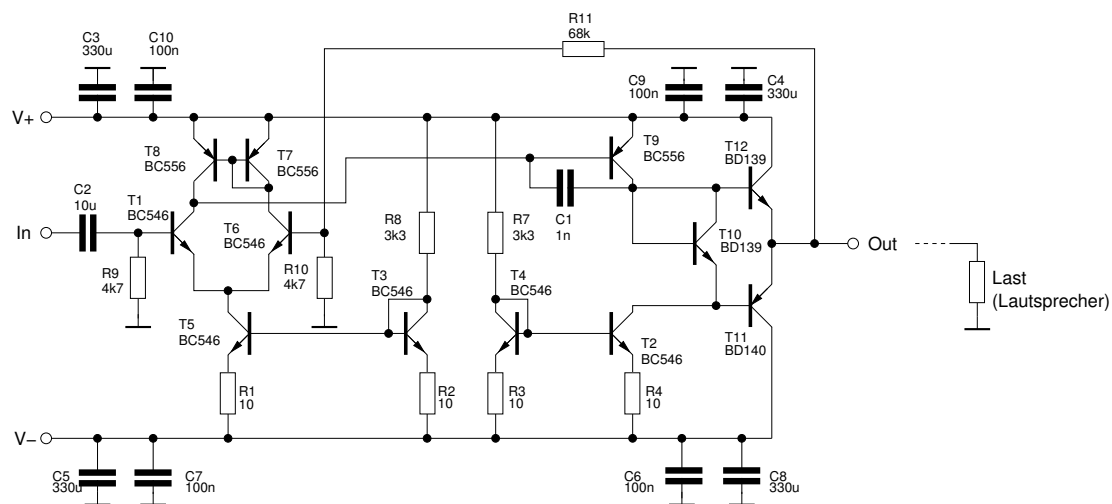 R11
68k
C3
330u
C10
100n
C9
100n
C4
330u
V+
T8
BC556
T7
BC556
T9
BC556
T12
BD139
C2
10u
T1
BC546
T6
BC546
R8
3k3
R7
3k3
C1
1n
T10
BD139
In
Out
R9
4k7
R10
4k7
T3
BC546
T4
BC546
Last
(Lautsprecher)
T5
BC546
T2
BC546
T11
BD140
R1
10
R2
10
R3
10
R4
10
V−
C5
330u
C7
100n
C6
100n
C8
330u